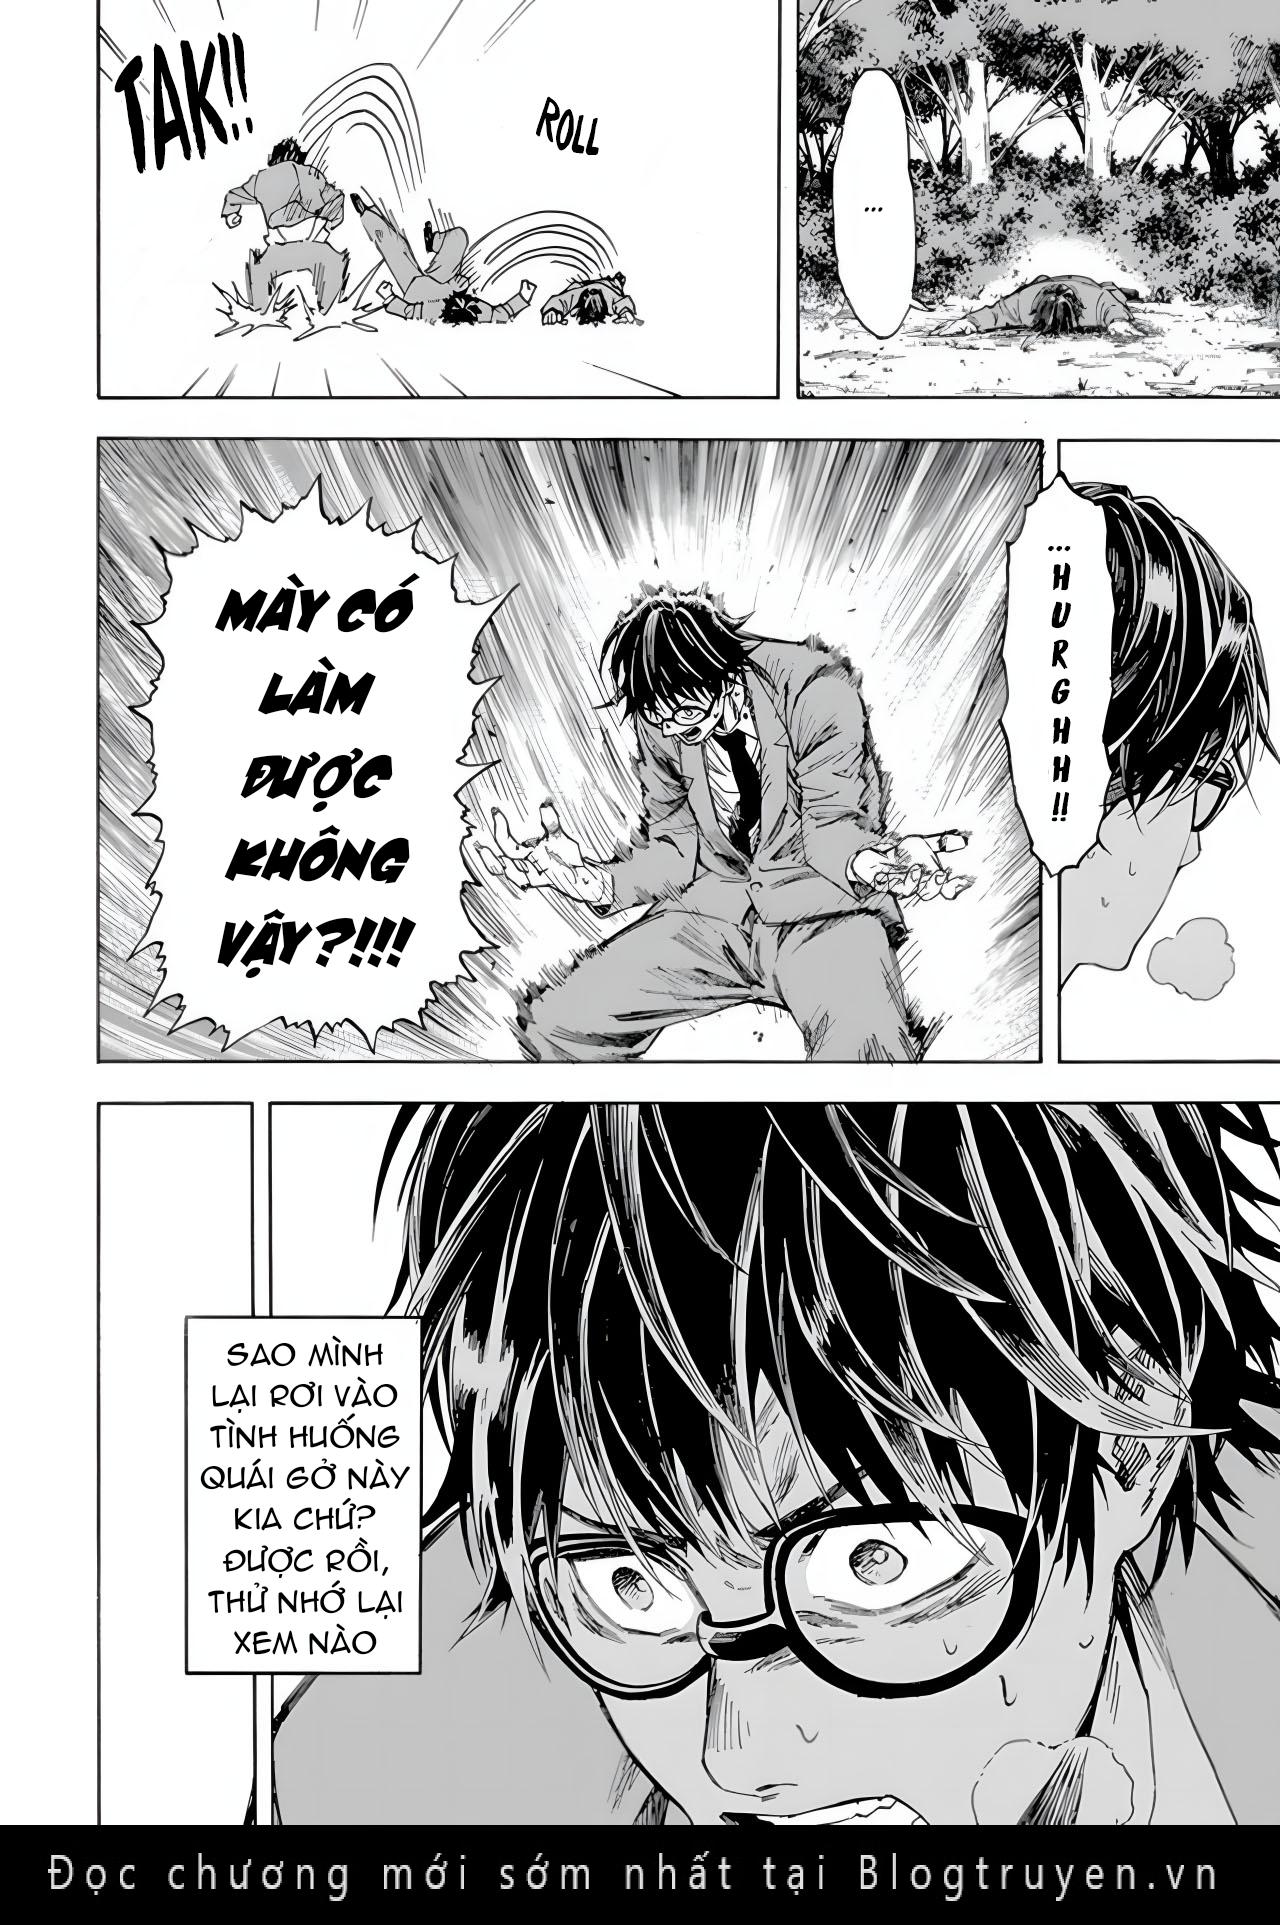 ...
ROLL
TAK!!
...HURGHH!!
MÀY CÓ
LÀM
ĐƯỢC
KHÔNG
VẬY?!!!
SAO MÌNH
LẠI RƠI VÀO
TÌNH HUỐNG
QUÁI GỞ NÀY
KIA CHỨ?
ĐƯỢC RỒI,
THỬ NHỚ LẠI
XEM NÀO
Đọc chương mới sớm nhất tại Blogtruyen.vn